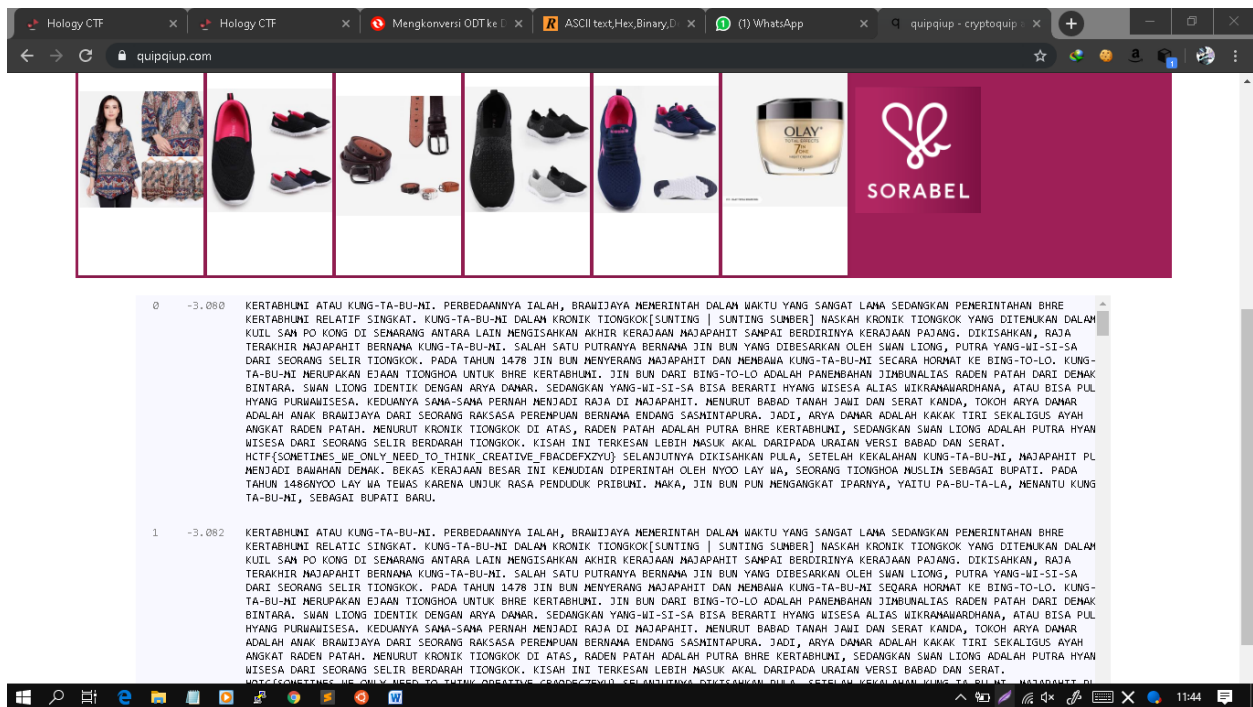 Hology CTF
Hology CTF
Mengkonversi ODT ke D
ASCII text,Hex,Binary,De
(1) WhatsApp
quipqiup - cryptoquip
quipqiup.com
OLAY
TOTAL EFFECTS
7 IN ONE
SORABEL
0 -3.080 KERTABHUMI ATAU KUNG-TA-BU-MI. PERBEDAANNYA IALAH, BRAWIJAYA MEMERINTAH DALAM WAKTU YANG SANGAT LAMA SEDANGKAN PEMERINTAHAN BHRE
KERTABHUMI RELATIF SINGKAT. KUNG-TA-BU-MI DALAM KRONIK TIONGKOK[SUNTING | SUNTING SUMBER] NASKAH KRONIK TIONGKOK YANG DITEMUKAN DALAM
KUIL SAM PO KONG DI SEMARANG ANTARA LAIN MENGISAHKAN AKHIR KERAJAAN MAJAPAHIT SAMPAI BERDIRINYA KERAJAAN PAJANG. DIKISAHKAN, RAJA
TERAKHIR MAJAPAHIT BERNAMA KUNG-TA-BU-MI. SALAH SATU PUTRANYA BERNAMA JIN BUN YANG DIBESARKAN OLEH SWAN LIONG, PUTRA YANG-WI-SI-SA
DARI SEORANG SELIR TIONGKOK. PADA TAHUN 1478 JIN BUN MENYERANG MAJAPAHIT DAN MEMBAWA KUNG-TA-BU-MI SECARA HORMAT KE BING-TO-LO. KUNG-
TA-BU-MI MERUPAKAN EJAAN TIONGHOA UNTUK BHRE KERTABHUMI. JIN BUN DARI BING-TO-LO ADALAH PANEMBAHAN JIMBUNALIAS RADEN PATAH DARI DEMAK
BINTARA. SWAN LIONG IDENTIK DENGAN ARYA DAMAR. SEDANGKAN YANG-WI-SI-SA BISA BERARTI HYANG WISESA ALIAS WIKRAMAWARDHANA, ATAU BISA PUL
HYANG PURWAWISESA. KEDUANYA SAMA-SAMA PERNAH MENJADI RAJA DI MAJAPAHIT. MENURUT BABAD TANAH JAWI DAN SERAT KANDA, TOKOH ARYA DAMAR
ADALAH ANAK BRAWIJAYA DARI SEORANG RAKSASA PEREMPUAN BERNAMA ENDANG SASMINTAPURA. JADI, ARYA DAMAR ADALAH KAKAK TIRI SEKALIGUS AYAH
ANGKAT RADEN PATAH. MENURUT KRONIK TIONGKOK DI ATAS, RADEN PATAH ADALAH PUTRA BHRE KERTABHUMI, SEDANGKAN SWAN LIONG ADALAH PUTRA HYAN
WISESA DARI SEORANG SELIR BERDARAH TIONGKOK. KISAH INI TERKESAN LEBIH MASUK AKAL DARIPADA URAIAN VERSI BABAD DAN SERAT.
HCTF{SOMETIMES_WE_ONLY_NEED_TO_THINK_CREATIVE_FBACDEFXZYU} SELANJUTNYA DIKISAHKAN PULA, SETELAH KEKALAHAN KUNG-TA-BU-MI, MAJAPAHIT PU
MENJADI BAWAHAN DEMAK. BEKAS KERAJAAN BESAR INI KEMUDIAN DIPERINTAH OLEH NYOO LAY WA, SEORANG TIONGHOA MUSLIM SEBAGAI BUPATI. PADA
TAHUN 1486NYOO LAY WA TEWAS KARENA UNJUK RASA PENDUDUK PRIBUMI. MAKA, JIN BUN PUN MENGANGKAT IPARNYA, YAITU PA-BU-TA-LA, MENANTU KUNG
TA-BU-MI, SEBAGAI BUPATI BARU.
1 -3.082 KERTABHUMI ATAU KUNG-TA-BU-MI. PERBEDAANNYA IALAH, BRAWIJAYA MEMERINTAH DALAM WAKTU YANG SANGAT LAMA SEDANGKAN PEMERINTAHAN BHRE
KERTABHUMI RELATIC SINGKAT. KUNG-TA-BU-MI DALAM KRONIK TIONGKOK[SUNTING | SUNTING SUMBER] NASKAH KRONIK TIONGKOK YANG DITEMUKAN DALAM
KUIL SAM PO KONG DI SEMARANG ANTARA LAIN MENGISAHKAN AKHIR KERAJAAN MAJAPAHIT SAMPAI BERDIRINYA KERAJAAN PAJANG. DIKISAHKAN, RAJA
TERAKHIR MAJAPAHIT BERNAMA KUNG-TA-BU-MI. SALAH SATU PUTRANYA BERNAMA JIN BUN YANG DIBESARKAN OLEH SWAN LIONG, PUTRA YANG-WI-SI-SA
DARI SEORANG SELIR TIONGKOK. PADA TAHUN 1478 JIN BUN MENYERANG MAJAPAHIT DAN MEMBAWA KUNG-TA-BU-MI SEQARA HORMAT KE BING-TO-LO. KUNG-
TA-BU-MI MERUPAKAN EJAAN TIONGHOA UNTUK BHRE KERTABHUMI. JIN BUN DARI BING-TO-LO ADALAH PANEMBAHAN JIMBUNALIAS RADEN PATAH DARI DEMAK
BINTARA. SWAN LIONG IDENTIK DENGAN ARYA DAMAR. SEDANGKAN YANG-WI-SI-SA BISA BERARTI HYANG WISESA ALIAS WIKRAMAWARDHANA, ATAU BISA PUL
HYANG PURWAWISESA. KEDUANYA SAMA-SAMA PERNAH MENJADI RAJA DI MAJAPAHIT. MENURUT BABAD TANAH JAWI DAN SERAT KANDA, TOKOH ARYA DAMAR
ADALAH ANAK BRAWIJAYA DARI SEORANG RAKSASA PEREMPUAN BERNAMA ENDANG SASMINTAPURA. JADI, ARYA DAMAR ADALAH KAKAK TIRI SEKALIGUS AYAH
ANGKAT RADEN PATAH. MENURUT KRONIK TIONGKOK DI ATAS, RADEN PATAH ADALAH PUTRA BHRE KERTABHUMI, SEDANGKAN SWAN LIONG ADALAH PUTRA HYAN
WISESA DARI SEORANG SELIR BERDARAH TIONGKOK. KISAH INI TERKESAN LEBIH MASUK AKAL DARIPADA URAIAN VERSI BABAD DAN SERAT.
11:44